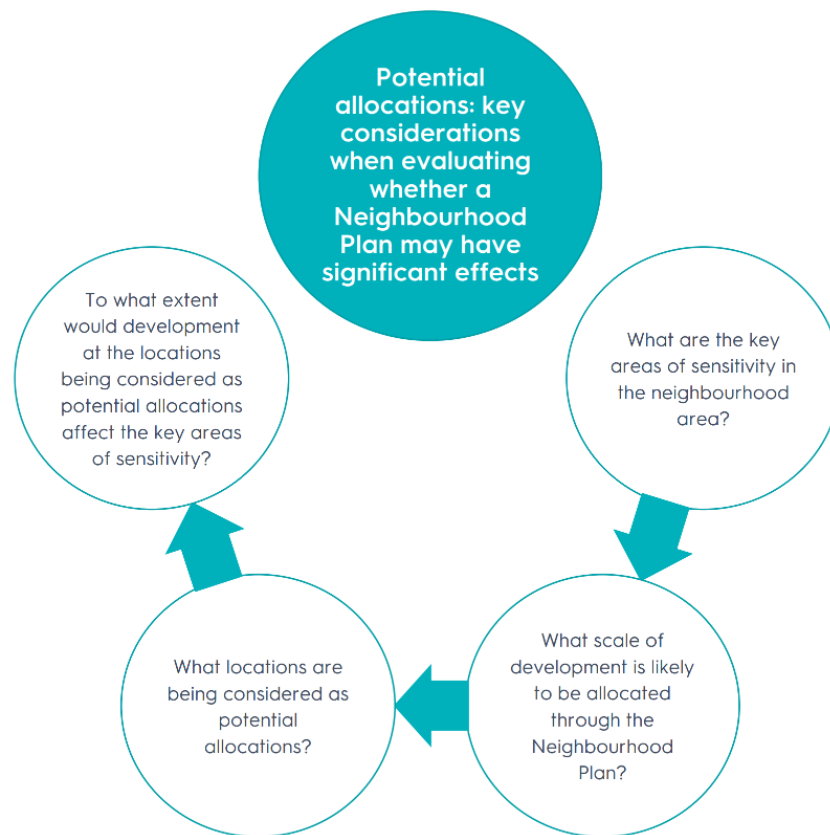 Potential
allocations: key
considerations
when evaluating
whether a
Neighbourhood
Plan may have
significant effects
What are the key
areas of sensitivity in
the neighbourhood
area?
What scale of
development is likely
to be allocated
through the
Neighbourhood
Plan?
What locations are
being considered as
potential
allocations?
To what extent
would development
at the locations
being considered as
potential allocations
affect the key areas
of sensitivity?